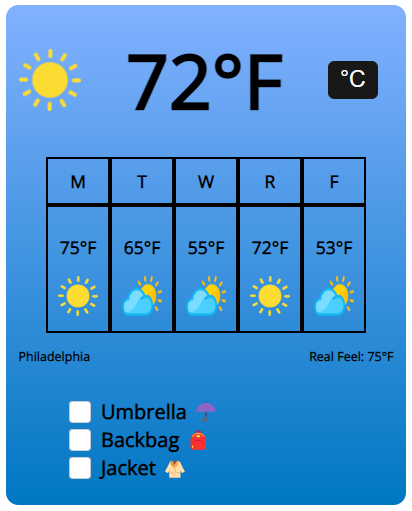 72°F
°C
M T W R F
75°F 65°F 55°F 72°F 53°F
Philadelphia Real Feel: 75°F
Umbrella
Backbag
Jacket